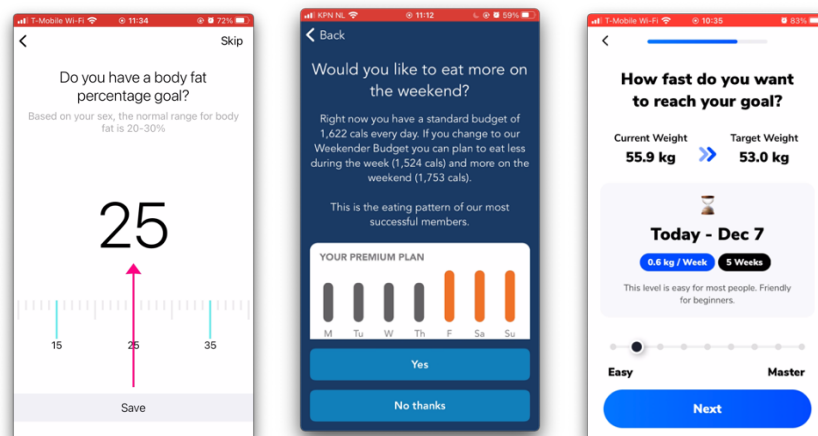 T-Mobile Wi-Fi 11:34 72%
Skip
Do you have a body fat
percentage goal?
Based on your sex, the normal range for body
fat is 20-30%
25
15 25 35
Save
KPN NL 11:12 59%
Back
Would you like to eat more on
the weekend?
Right now you have a standard budget of
1,622 cals every day. If you change to our
Weekender Budget you can plan to eat less
during the week (1,524 cals) and more on the
weekend (1,753 cals).
This is the eating pattern of our most
successful members.
YOUR PREMIUM PLAN
M Tu W Th F Sa Su
Yes
No thanks
T-Mobile Wi-Fi 10:35 83%
How fast do you want
to reach your goal?
Current Weight Target Weight
55.9 kg 53.0 kg
Today - Dec 7
0.6 kg / Week 5 Weeks
This level is easy for most people. Friendly
for beginners.
Easy Master
Next